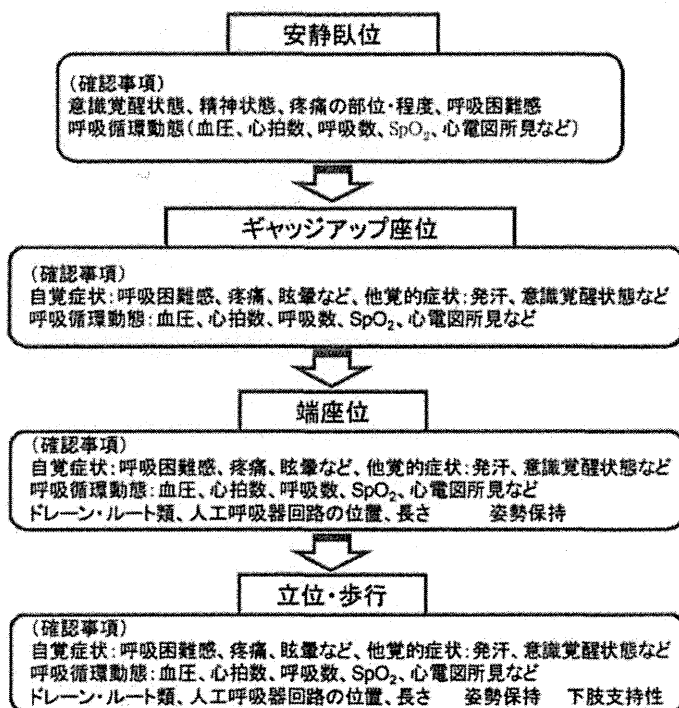 安静臥位
(確認事項)
意識覚醒状態、精神状態、疼痛の部位・程度、呼吸困難感
呼吸循環動態(血圧、心拍数、呼吸数、SpO₂、心電図所見など)
ギャッジアップ座位
(確認事項)
自覚症状:呼吸困難感、疼痛、眩暈など、他覚的症状:発汗、意識覚醒状態など
呼吸循環動態:血圧、心拍数、呼吸数、SpO₂、心電図所見など
端座位
(確認事項)
自覚症状:呼吸困難感、疼痛、眩暈など、他覚的症状:発汗、意識覚醒状態など
呼吸循環動態:血圧、心拍数、呼吸数、SpO₂、心電図所見など
ドレーン・ルート類、人工呼吸器回路の位置、長さ 姿勢保持
立位・歩行
(確認事項)
自覚症状:呼吸困難感、疼痛、眩暈など、他覚的症状:発汗、意識覚醒状態など
呼吸循環動態:血圧、心拍数、呼吸数、SpO₂、心電図所見など
ドレーン・ルート類、人工呼吸器回路の位置、長さ 姿勢保持 下肢支持性